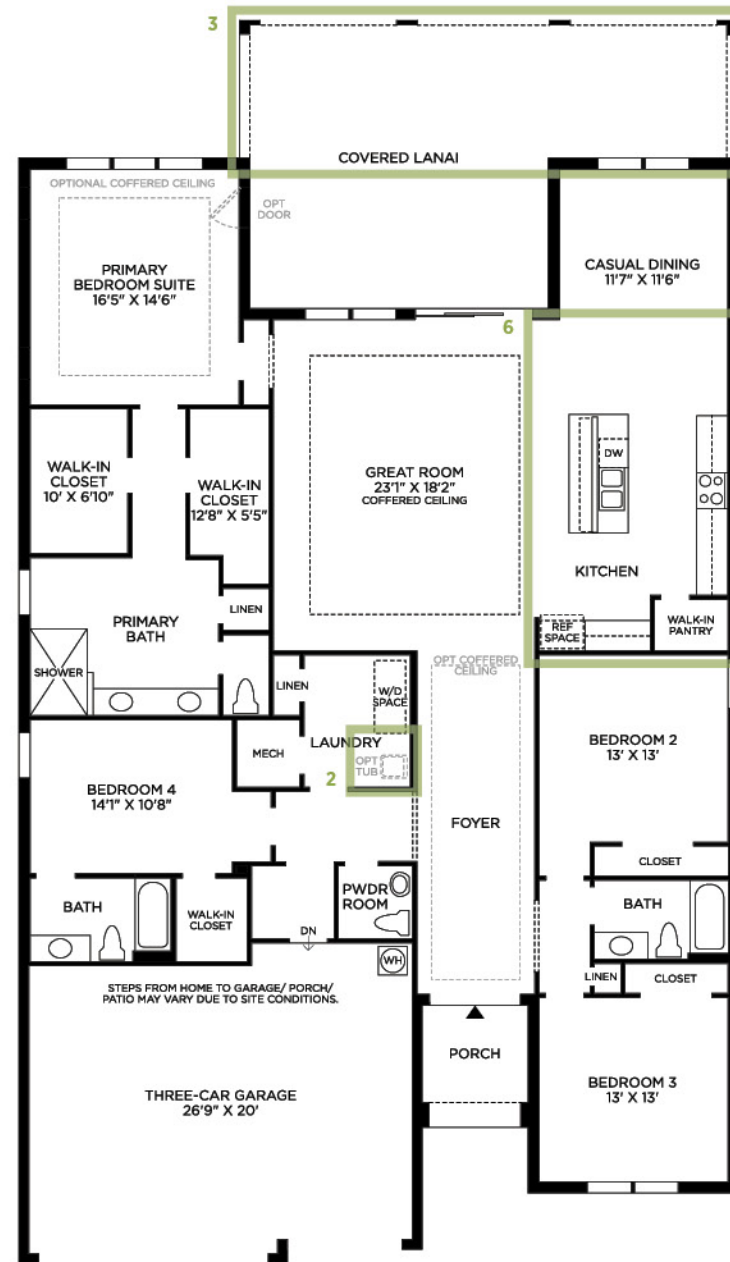 3
COVERED LANAI
OPTIONAL COFFERED CEILING
OPT
DOOR
PRIMARY
BEDROOM SUITE
16'5" X 14'6"
CASUAL DINING
11'7" X 11'6"
6
WALK-IN
CLOSET
10' X 6'10"
WALK-IN
CLOSET
12'8" X 5'5"
GREAT ROOM
23'1" X 18'2"
COFFERED CEILING
DW
KITCHEN
REF
SPACE
WALK-IN
PANTRY
PRIMARY
BATH
LINEN
SHOWER
LINEN
W/D
SPACE
OPT COFFERED
CEILING
LAUNDRY
MECH
OPT
TUB
2
BEDROOM 2
13' X 13'
BEDROOM 4
14'1" X 10'8"
FOYER
CLOSET
BATH
WALK-IN
CLOSET
PWDR
ROOM
BATH
DN
WH
LINEN
CLOSET
STEPS FROM HOME TO GARAGE/ PORCH/
PATIO MAY VARY DUE TO SITE CONDITIONS.
PORCH
THREE-CAR GARAGE
26'9" X 20'
BEDROOM 3
13' X 13'